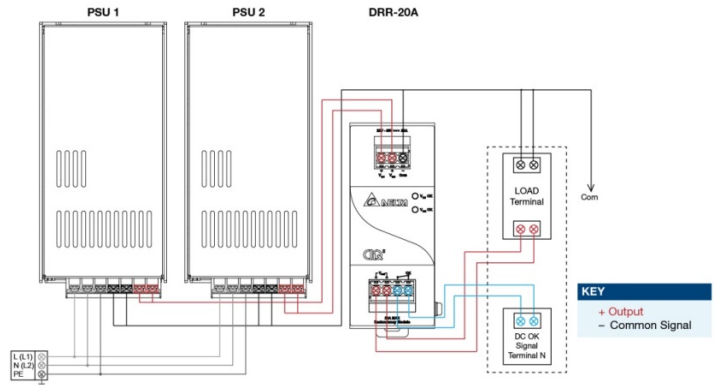 PSU 1
PSU 2
DRR-20A
DELTA
LOAD
Terminal
Com
KEY
+ Output
– Common Signal
DC OK
Signal
Terminal N
L (L1)
N (L2)
PE